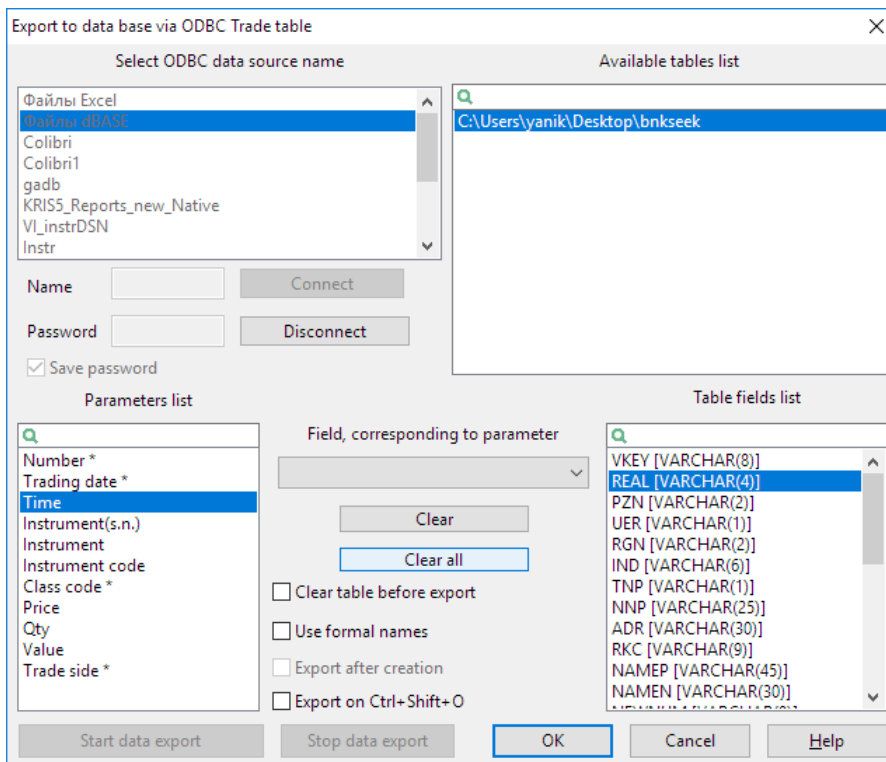 Export to data base via ODBC Trade table
Select ODBC data source name
Available tables list
Файлы Excel
Файлы dBASE
Colibri
Colibri1
gadb
KRIS5_Reports_new_Native
VI_instrDSN
Instr
C:\Users\yanik\Desktop\bnkseek
Name
Connect
Password
Disconnect
Save password
Parameters list
Table fields list
Field, corresponding to parameter
Number *
Trading date *
Time
Instrument(s.n.)
Instrument
Instrument code
Class code *
Price
Qty
Value
Trade side *
Clear
Clear all
Clear table before export
Use formal names
Export after creation
Export on Ctrl+Shift+O
VKEY [VARCHAR(8)]
REAL [VARCHAR(4)]
PZN [VARCHAR(2)]
UER [VARCHAR(1)]
RGN [VARCHAR(2)]
IND [VARCHAR(6)]
TNP [VARCHAR(1)]
NNP [VARCHAR(25)]
ADR [VARCHAR(30)]
RKC [VARCHAR(9)]
NAMEP [VARCHAR(45)]
NAMEN [VARCHAR(30)]
Start data export
Stop data export
OK
Cancel
Help